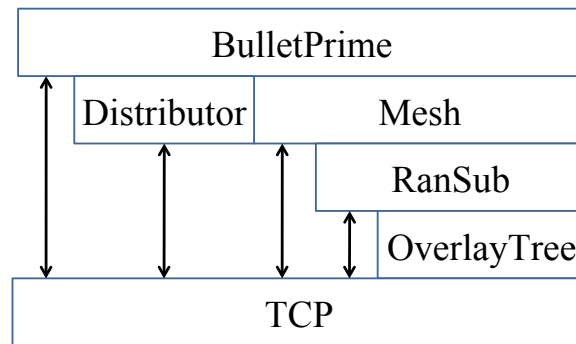 BulletPrime
Distributor
Mesh
RanSub
OverlayTree
TCP